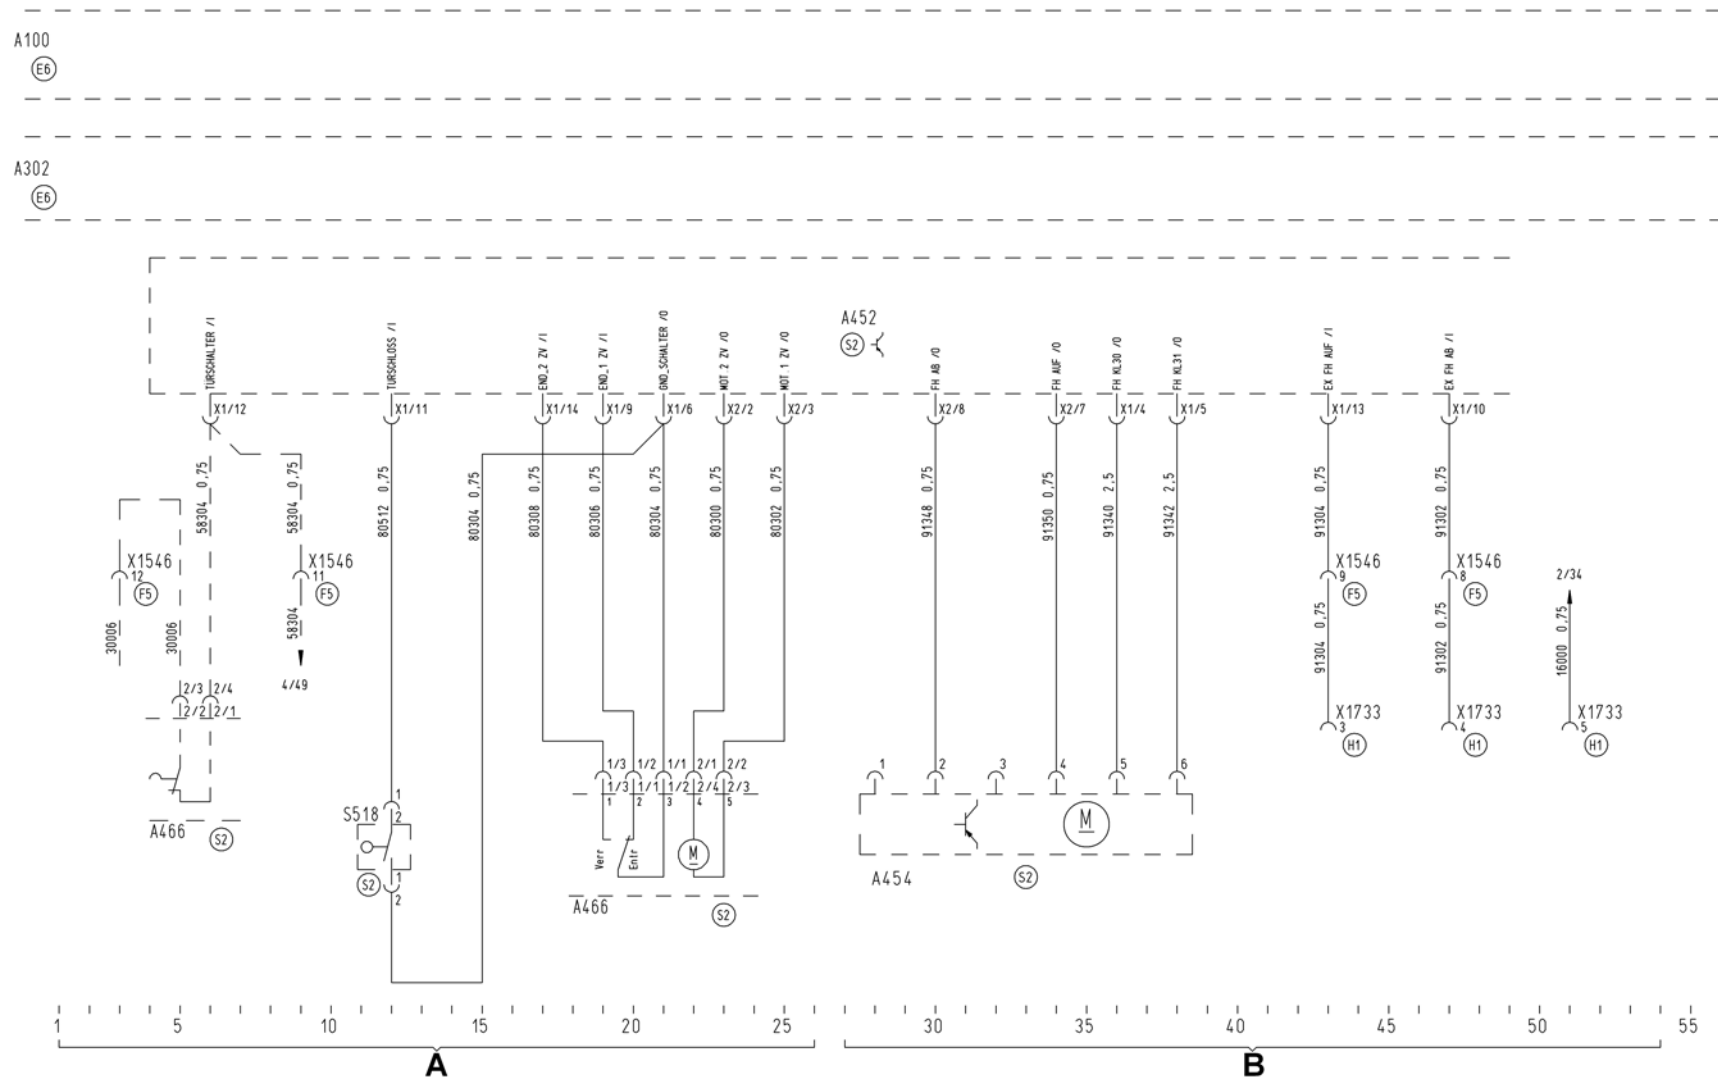 A100
E6
A302
E6
A452
S2
TÜRSCHALTER /I
TÜRSCHLOSS /I
END_2 ZV /I
END_1 ZV /I
GND_SCHALTER /O
MOT.2 ZV /O
MOT.1 ZV /O
FH AB /O
FH AUF /O
FH KL30 /O
FH KL31 /O
EX FH AUF /I
EX FH AB /I
X1/12
X1/11
X1/14
X1/9
X1/6
X2/2
X2/3
X2/8
X2/7
X1/4
X1/5
X1/13
X1/10
58304 0,75
58304 0,75
80512 0,75
80304 0,75
80308 0,75
80306 0,75
80304 0,75
80300 0,75
80302 0,75
91348 0,75
91350 0,75
91340 2,5
91342 2,5
91304 0,75
91302 0,75
X1546
12
F5
X1546
11
F5
X1546
9
F5
X1546
8
F5
2/34
30006
30006
58304
91304 0,75
91302 0,75
16000 0,75
4/49
2/3
2/4
2/2
2/1
X1733
3
H1
X1733
4
H1
X1733
5
H1
1/3
1/2
1/1
2/1
2/2
1/3
1/1
1/2
2/4
2/3
1
2
3
4
5
1
2
3
4
5
6
1
S518
2
S2
1
2
A466
S2
Verr
Entr
M
A466
S2
M
A454
S2
1
5
10
15
20
25
30
35
40
45
50
55
A
B